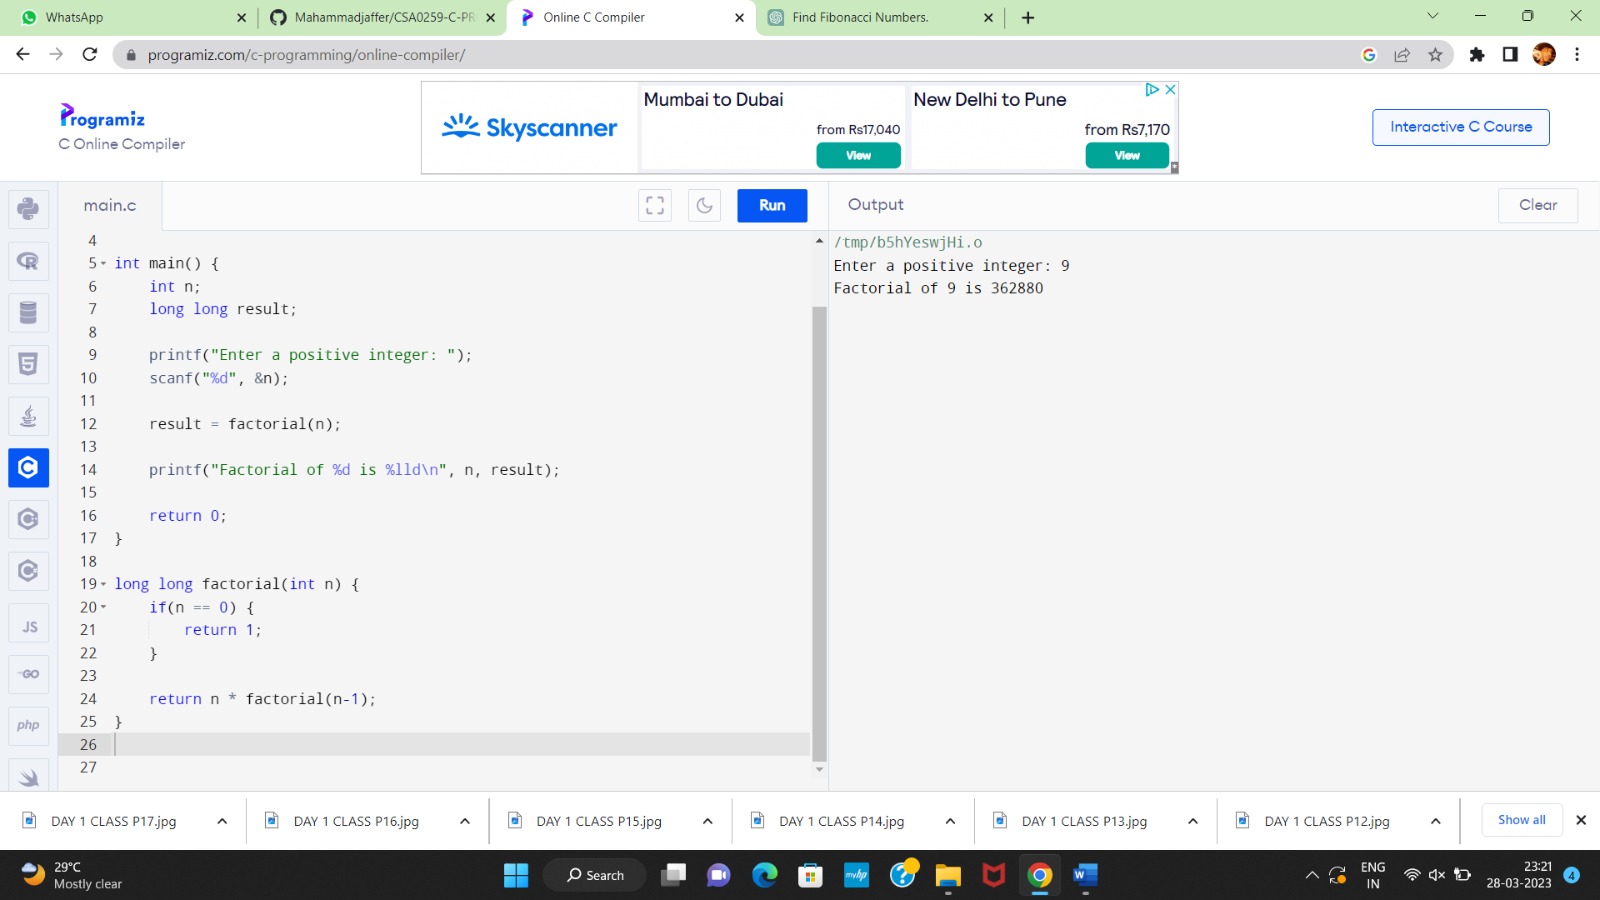 WhatsApp
Mahammadjaffer/CSA0259-C-PR
Online C Compiler
Find Fibonacci Numbers.
programiz.com/c-programming/online-compiler/
Programiz
C Online Compiler
Skyscanner
Mumbai to Dubai
from Rs17,040
View
New Delhi to Pune
from Rs7,170
View
Interactive C Course
main.c
Run
Output
Clear
4
5 int main() {
6 int n;
7 long long result;
8
9 printf("Enter a positive integer: ");
10 scanf("%d", &n);
11
12 result = factorial(n);
13
14 printf("Factorial of %d is %lld\n", n, result);
15
16 return 0;
17 }
18
19 long long factorial(int n) {
20 if(n == 0) {
21 return 1;
22 }
23
24 return n * factorial(n-1);
25 }
26
27
/tmp/b5hYeswjHi.o
Enter a positive integer: 9
Factorial of 9 is 362880
JS
GO
php
DAY 1 CLASS P17.jpg
DAY 1 CLASS P16.jpg
DAY 1 CLASS P15.jpg
DAY 1 CLASS P14.jpg
DAY 1 CLASS P13.jpg
DAY 1 CLASS P12.jpg
Show all
29°C
Mostly clear
Search
myhp
ENG
IN
23:21
28-03-2023
4